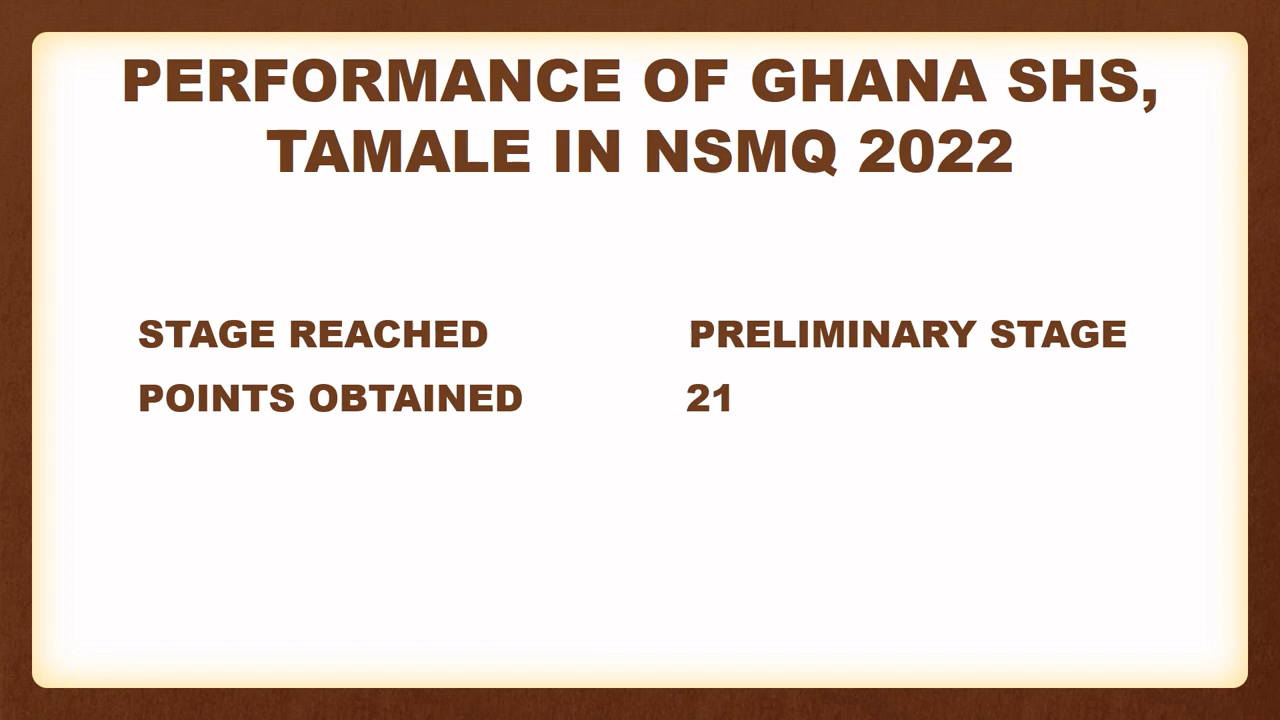 PERFORMANCE OF GHANA SHS,
TAMALE IN NSMQ 2022
STAGE REACHED PRELIMINARY STAGE
POINTS OBTAINED 21